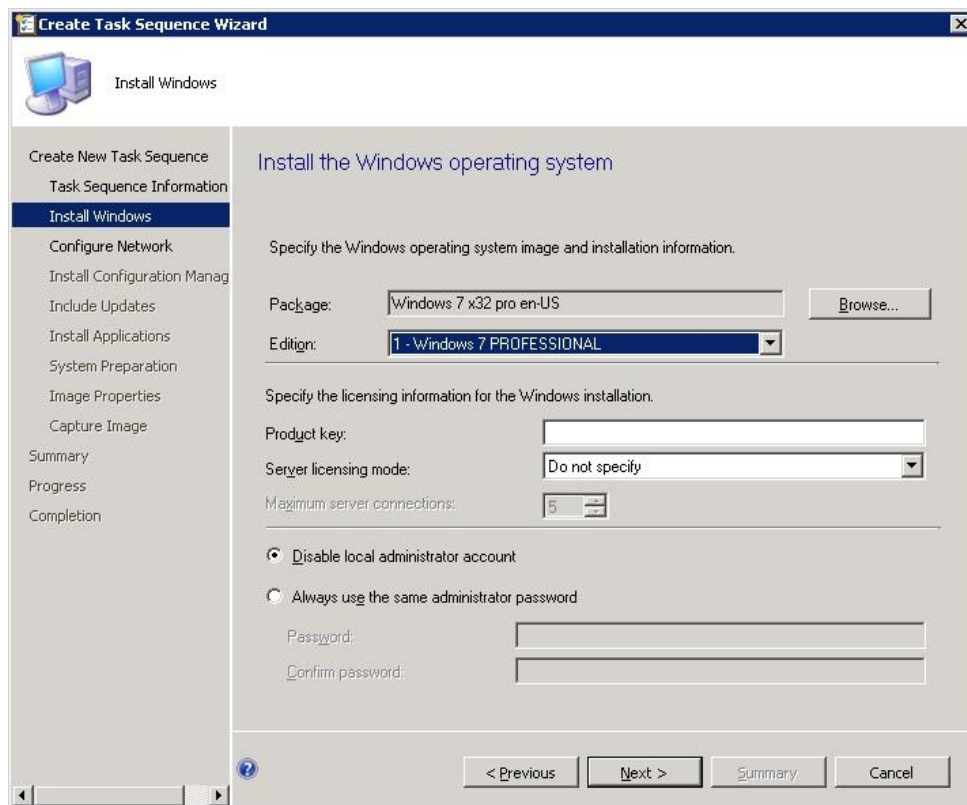 Create Task Sequence Wizard
Install Windows
Create New Task Sequence
Task Sequence Information
Install Windows
Configure Network
Install Configuration Manag
Include Updates
Install Applications
System Preparation
Image Properties
Capture Image
Summary
Progress
Completion
Install the Windows operating system
Specify the Windows operating system image and installation information.
Package: Windows 7 x32 pro en-US Browse...
Edition: 1 - Windows 7 PROFESSIONAL
Specify the licensing information for the Windows installation.
Product key:
Server licensing mode: Do not specify
Maximum server connections: 5
Disable local administrator account
Always use the same administrator password
Password:
Confirm password:
< Previous Next > Summary Cancel